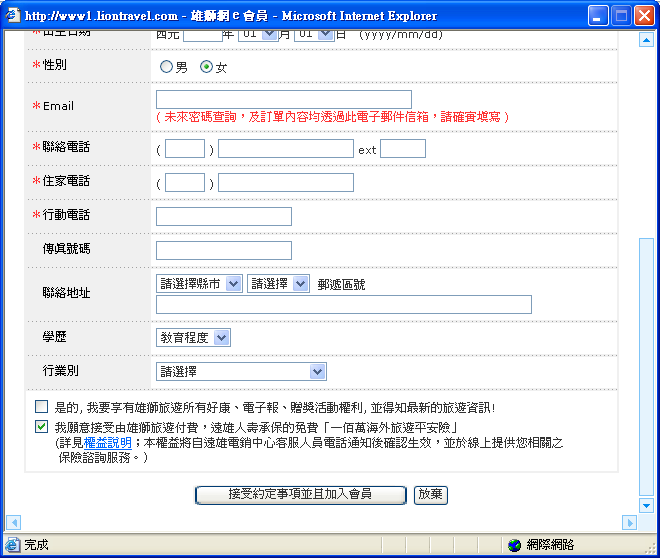 http://www1.liontravel.com - 雄獅網 e 會員 - Microsoft Internet Explorer
*出生日期 西元 年 01 月 01 日 (yyyy/mm/dd)
*性別 男 女
*Email
( 未來密碼查詢，及訂單內容均透過此電子郵件信箱，請確實填寫 )
*聯絡電話 ( ) ext
*住家電話 ( )
*行動電話
傳真號碼
聯絡地址 請選擇縣市 請選擇 郵遞區號
學歷 教育程度
行業別 請選擇
是的, 我要享有雄獅旅遊所有好康、電子報、贈獎活動權利, 並得知最新的旅遊資訊!
我願意接受由雄獅旅遊付費，遠雄人壽承保的免費「一佰萬海外旅遊平安險」
(詳見權益說明；本權益將自遠雄電銷中心客服人員電話通知後確認生效，並於線上提供您相關之
保險諮詢服務。)
接受約定事項並且加入會員 放棄
完成 網際網路